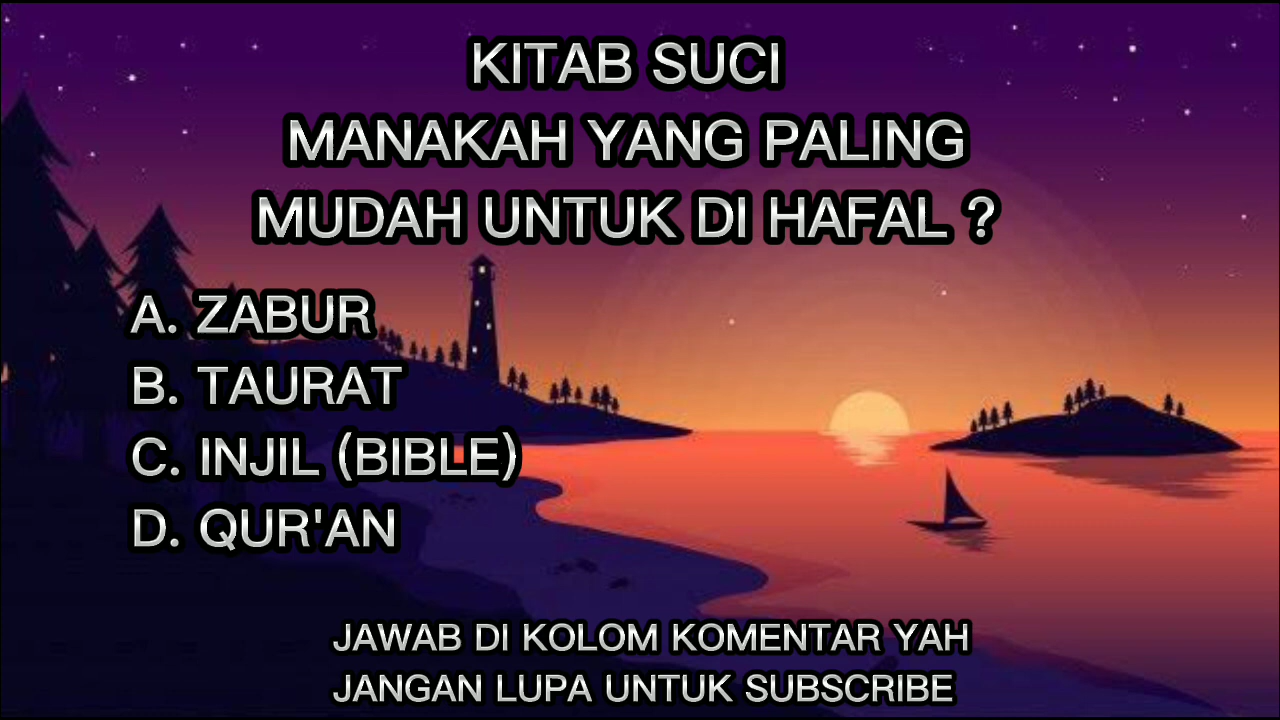 KITAB SUCI
MANAKAH YANG PALING
MUDAH UNTUK DI HAFAL ?
A. ZABUR
B. TAURAT
C. INJIL (BIBLE)
D. QUR'AN
JAWAB DI KOLOM KOMENTAR YAH
JANGAN LUPA UNTUK SUBSCRIBE